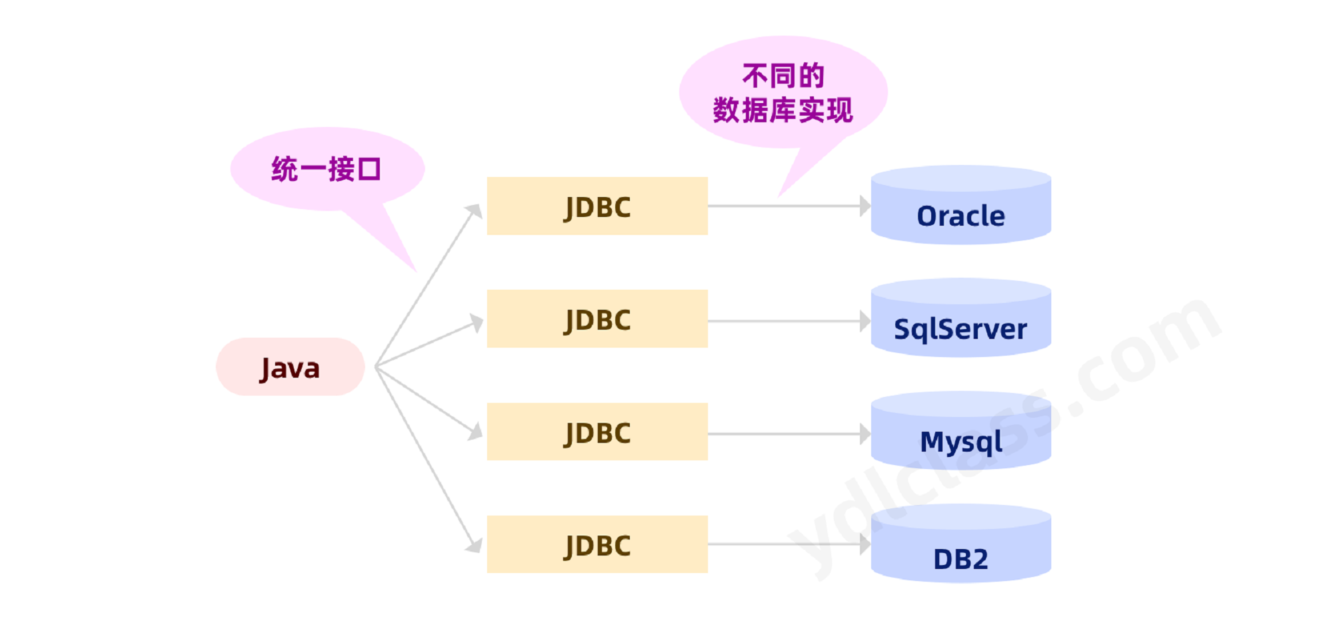 不同的
数据库实现
统一接口
JDBC
Oracle
JDBC
SqlServer
Java
JDBC
Mysql
JDBC
DB2
ydlclass.com